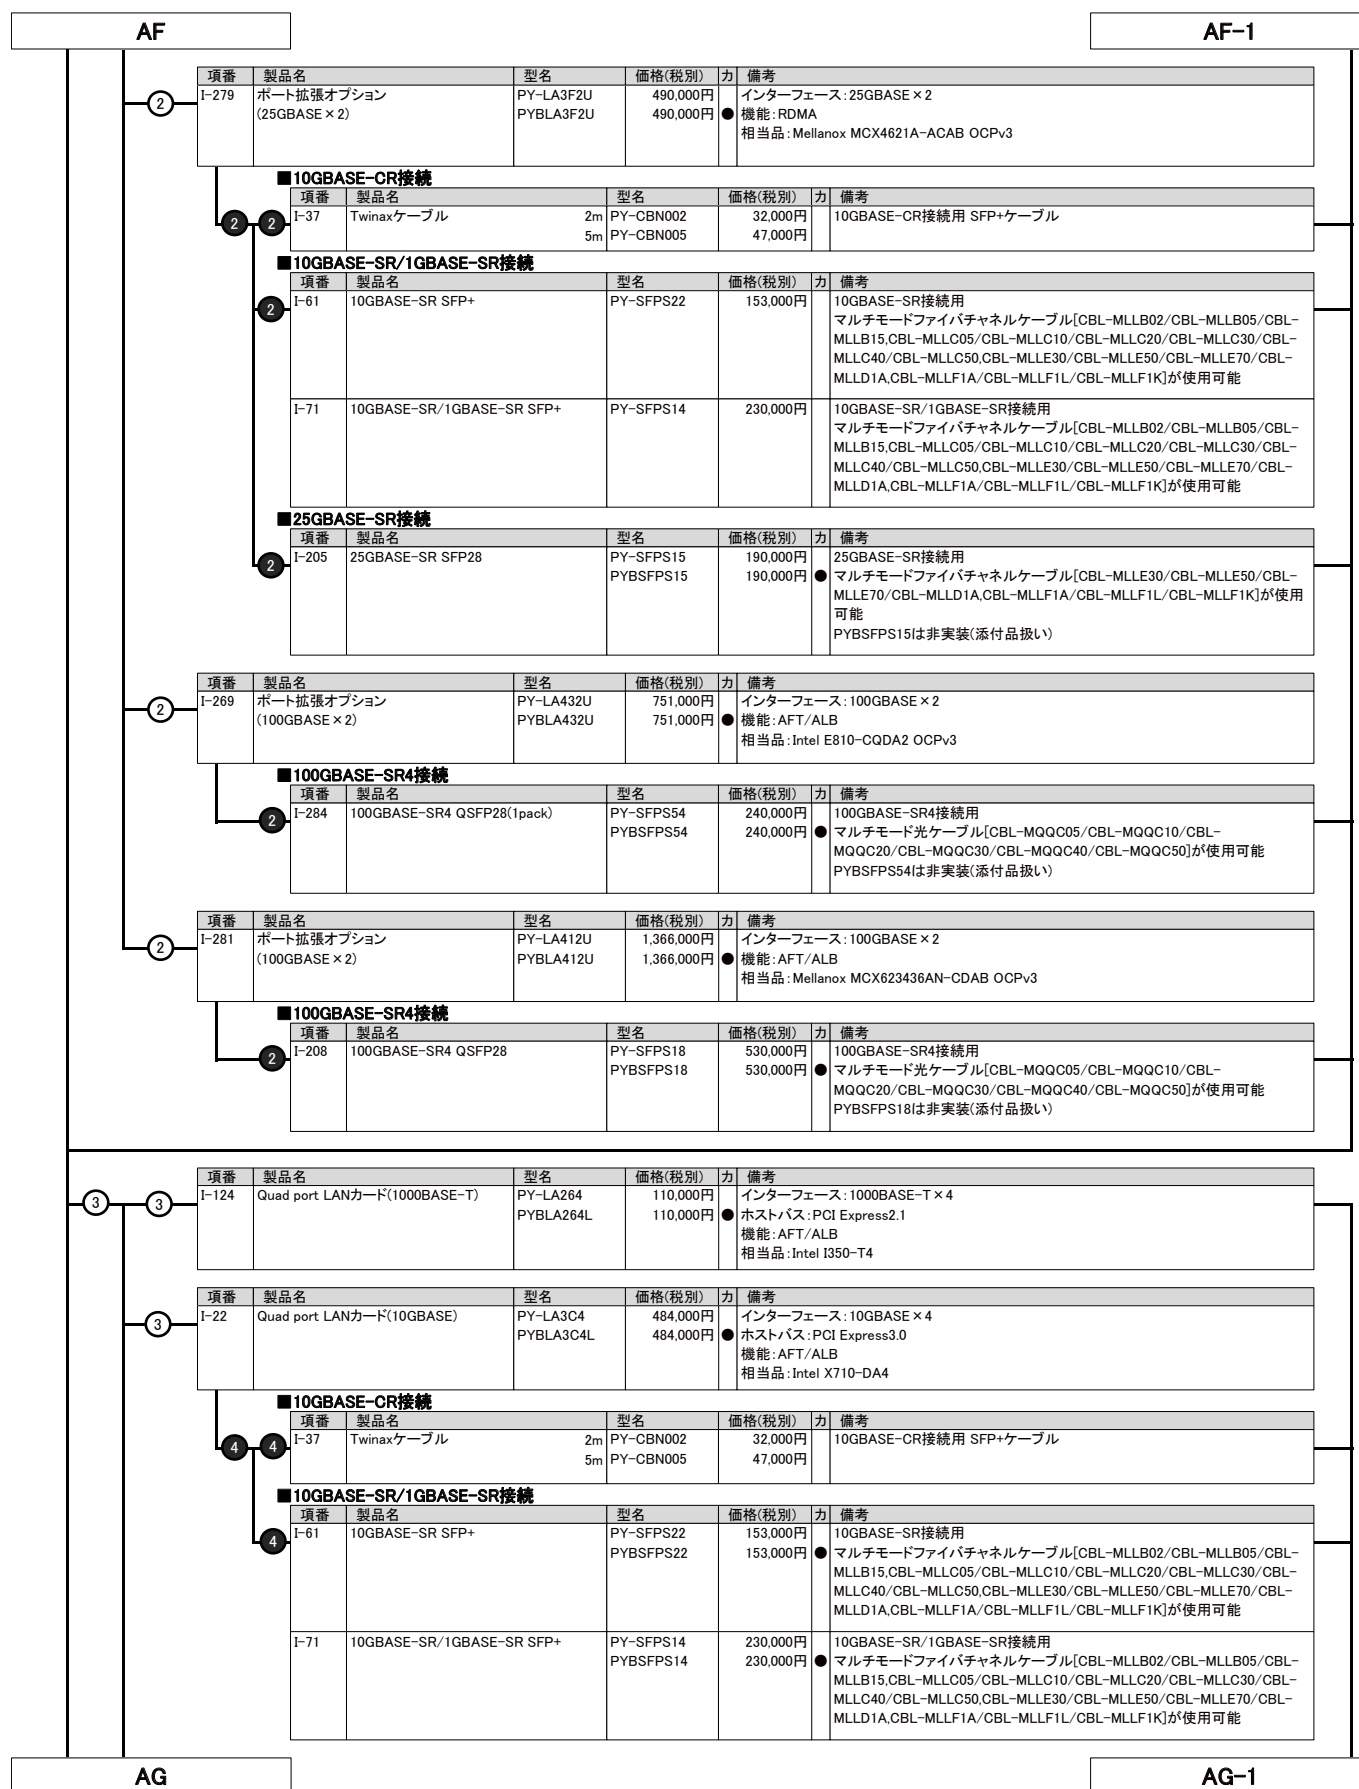 AF
AF-1
項番 製品名 型名 価格(税別) カ 備考
2
I-279 ポート拡張オプション PY-LA3F2U 490,000円 インターフェース:25GBASE×2
(25GBASE×2) PYBLA3F2U 490,000円 ● 機能:RDMA
相当品:Mellanox MCX4621A-ACAB OCPv3
■10GBASE-CR接続
項番 製品名 型名 価格(税別) カ 備考
2 2
I-37 Twinaxケーブル 2m PY-CBN002 32,000円 10GBASE-CR接続用 SFP+ケーブル
5m PY-CBN005 47,000円
■10GBASE-SR/1GBASE-SR接続
項番 製品名 型名 価格(税別) カ 備考
2
I-61 10GBASE-SR SFP+ PY-SFPS22 153,000円 10GBASE-SR接続用
マルチモードファイバチャネルケーブル[CBL-MLLB02/CBL-MLLB05/CBL-
MLLB15,CBL-MLLC05/CBL-MLLC10/CBL-MLLC20/CBL-MLLC30/CBL-
MLLC40/CBL-MLLC50,CBL-MLLE30/CBL-MLLE50/CBL-MLLE70/CBL-
MLLD1A,CBL-MLLF1A/CBL-MLLF1L/CBL-MLLF1K]が使用可能
I-71 10GBASE-SR/1GBASE-SR SFP+ PY-SFPS14 230,000円 10GBASE-SR/1GBASE-SR接続用
マルチモードファイバチャネルケーブル[CBL-MLLB02/CBL-MLLB05/CBL-
MLLB15,CBL-MLLC05/CBL-MLLC10/CBL-MLLC20/CBL-MLLC30/CBL-
MLLC40/CBL-MLLC50,CBL-MLLE30/CBL-MLLE50/CBL-MLLE70/CBL-
MLLD1A,CBL-MLLF1A/CBL-MLLF1L/CBL-MLLF1K]が使用可能
■25GBASE-SR接続
項番 製品名 型名 価格(税別) カ 備考
2
I-205 25GBASE-SR SFP28 PY-SFPS15 190,000円 25GBASE-SR接続用
PYBSFPS15 190,000円 ● マルチモードファイバチャネルケーブル[CBL-MLLE30/CBL-MLLE50/CBL-
MLLE70/CBL-MLLD1A,CBL-MLLF1A/CBL-MLLF1L/CBL-MLLF1K]が使用
可能
PYBSFPS15は非実装(添付品扱い)
項番 製品名 型名 価格(税別) カ 備考
2
I-269 ポート拡張オプション PY-LA432U 751,000円 インターフェース:100GBASE×2
(100GBASE×2) PYBLA432U 751,000円 ● 機能:AFT/ALB
相当品:Intel E810-CQDA2 OCPv3
■100GBASE-SR4接続
項番 製品名 型名 価格(税別) カ 備考
2
I-284 100GBASE-SR4 QSFP28(1pack) PY-SFPS54 240,000円 100GBASE-SR4接続用
PYBSFPS54 240,000円 ● マルチモード光ケーブル[CBL-MQQC05/CBL-MQQC10/CBL-
MQQC20/CBL-MQQC30/CBL-MQQC40/CBL-MQQC50]が使用可能
PYBSFPS54は非実装(添付品扱い)
項番 製品名 型名 価格(税別) カ 備考
2
I-281 ポート拡張オプション PY-LA412U 1,366,000円 インターフェース:100GBASE×2
(100GBASE×2) PYBLA412U 1,366,000円 ● 機能:AFT/ALB
相当品:Mellanox MCX623436AN-CDAB OCPv3
■100GBASE-SR4接続
項番 製品名 型名 価格(税別) カ 備考
2
I-208 100GBASE-SR4 QSFP28 PY-SFPS18 530,000円 100GBASE-SR4接続用
PYBSFPS18 530,000円 ● マルチモード光ケーブル[CBL-MQQC05/CBL-MQQC10/CBL-
MQQC20/CBL-MQQC30/CBL-MQQC40/CBL-MQQC50]が使用可能
PYBSFPS18は非実装(添付品扱い)
項番 製品名 型名 価格(税別) カ 備考
3 3
I-124 Quad port LANカード(1000BASE-T) PY-LA264 110,000円 インターフェース:1000BASE-T×4
PYBLA264L 110,000円 ● ホストバス:PCI Express2.1
機能:AFT/ALB
相当品:Intel I350-T4
項番 製品名 型名 価格(税別) カ 備考
3
I-22 Quad port LANカード(10GBASE) PY-LA3C4 484,000円 インターフェース:10GBASE×4
PYBLA3C4L 484,000円 ● ホストバス:PCI Express3.0
機能:AFT/ALB
相当品:Intel X710-DA4
■10GBASE-CR接続
項番 製品名 型名 価格(税別) カ 備考
4 4
I-37 Twinaxケーブル 2m PY-CBN002 32,000円 10GBASE-CR接続用 SFP+ケーブル
5m PY-CBN005 47,000円
■10GBASE-SR/1GBASE-SR接続
項番 製品名 型名 価格(税別) カ 備考
4
I-61 10GBASE-SR SFP+ PY-SFPS22 153,000円 10GBASE-SR接続用
PYBSFPS22 153,000円 ● マルチモードファイバチャネルケーブル[CBL-MLLB02/CBL-MLLB05/CBL-
MLLB15,CBL-MLLC05/CBL-MLLC10/CBL-MLLC20/CBL-MLLC30/CBL-
MLLC40/CBL-MLLC50,CBL-MLLE30/CBL-MLLE50/CBL-MLLE70/CBL-
MLLD1A,CBL-MLLF1A/CBL-MLLF1L/CBL-MLLF1K]が使用可能
I-71 10GBASE-SR/1GBASE-SR SFP+ PY-SFPS14 230,000円 10GBASE-SR/1GBASE-SR接続用
PYBSFPS14 230,000円 ● マルチモードファイバチャネルケーブル[CBL-MLLB02/CBL-MLLB05/CBL-
MLLB15,CBL-MLLC05/CBL-MLLC10/CBL-MLLC20/CBL-MLLC30/CBL-
MLLC40/CBL-MLLC50,CBL-MLLE30/CBL-MLLE50/CBL-MLLE70/CBL-
MLLD1A,CBL-MLLF1A/CBL-MLLF1L/CBL-MLLF1K]が使用可能
AG
AG-1